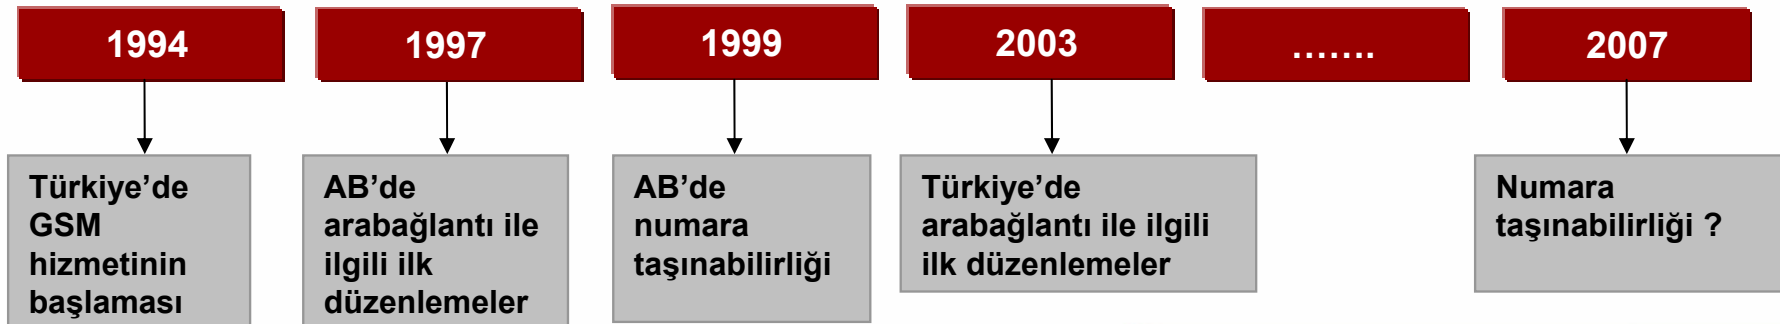 1994
1997
1999
2003
.......
2007
Türkiye’de
GSM
hizmetinin
başlaması
AB’de
arabağlantı ile
ilgili ilk
düzenlemeler
AB’de
numara
taşınabilirliği
Türkiye’de
arabağlantı ile ilgili
ilk düzenlemeler
Numara
taşınabilirliği ?